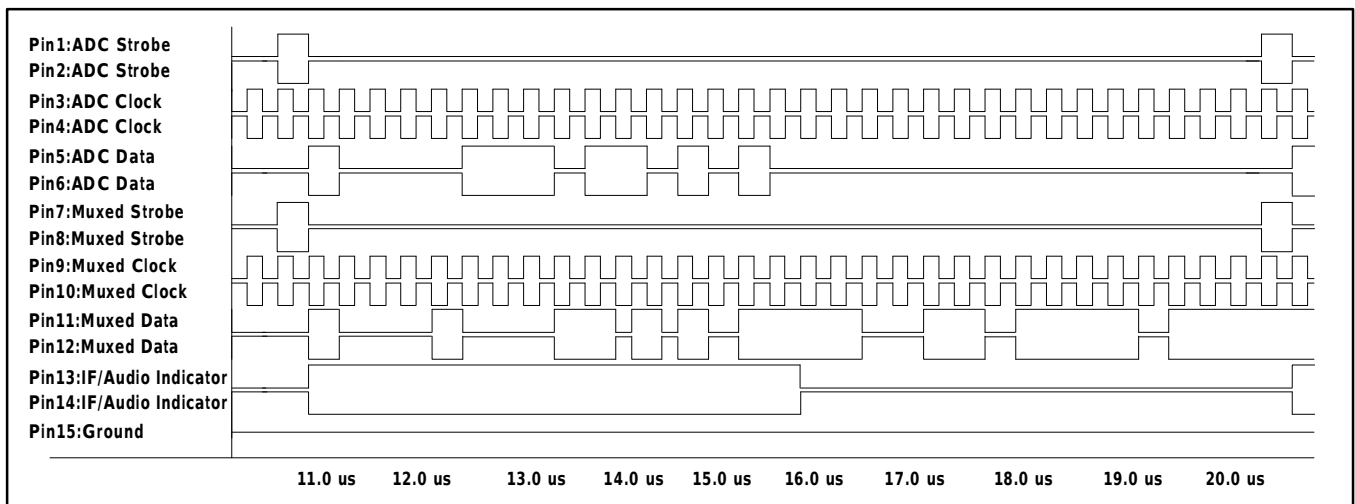 Pin1:ADC Strobe
Pin2:ADC Strobe
Pin3:ADC Clock
Pin4:ADC Clock
Pin5:ADC Data
Pin6:ADC Data
Pin7:Muxed Strobe
Pin8:Muxed Strobe
Pin9:Muxed Clock
Pin10:Muxed Clock
Pin11:Muxed Data
Pin12:Muxed Data
Pin13:IF/Audio Indicator
Pin14:IF/Audio Indicator
Pin15:Ground
11.0 us 12.0 us 13.0 us 14.0 us 15.0 us 16.0 us 17.0 us 18.0 us 19.0 us 20.0 us